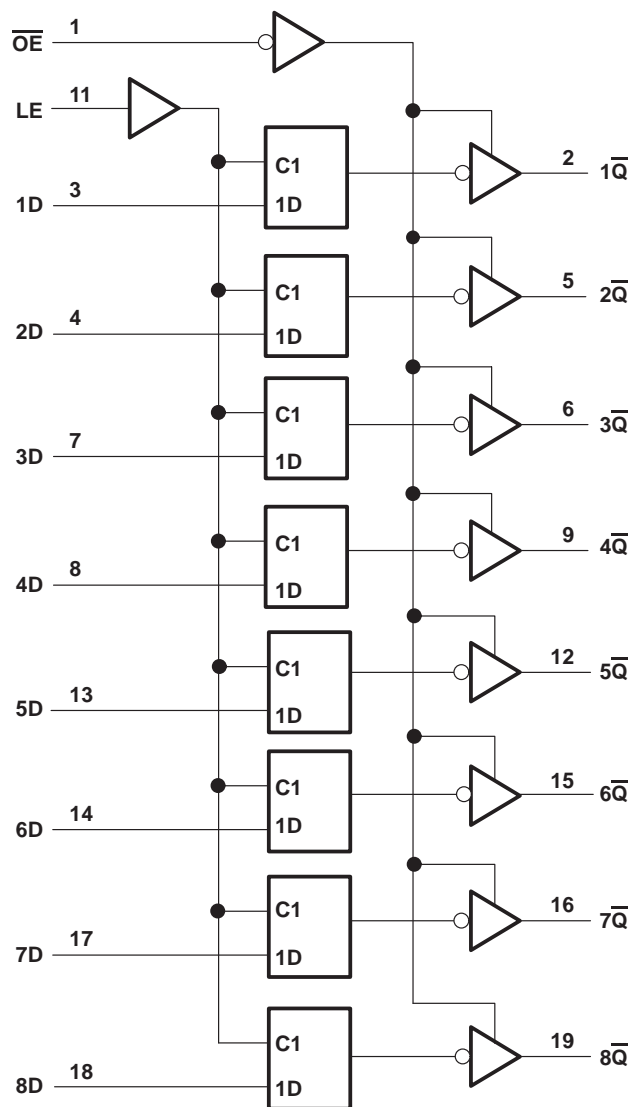 O̅E̅ 1
LE 11
C1
1D 3 1D 2 1Q̅
C1
2D 4 1D 5 2Q̅
C1
3D 7 1D 6 3Q̅
C1
4D 8 1D 9 4Q̅
C1
5D 13 1D 12 5Q̅
C1
6D 14 1D 15 6Q̅
C1
7D 17 1D 16 7Q̅
C1
8D 18 1D 19 8Q̅